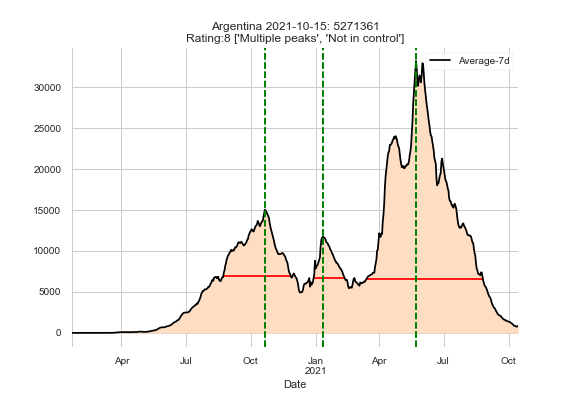 Argentina 2021-10-15: 5271361
Rating:8 ['Multiple peaks', 'Not in control']
Average-7d
30000
25000
20000
15000
10000
5000
0
Apr Jul Oct Jan Apr Jul Oct
2021
Date